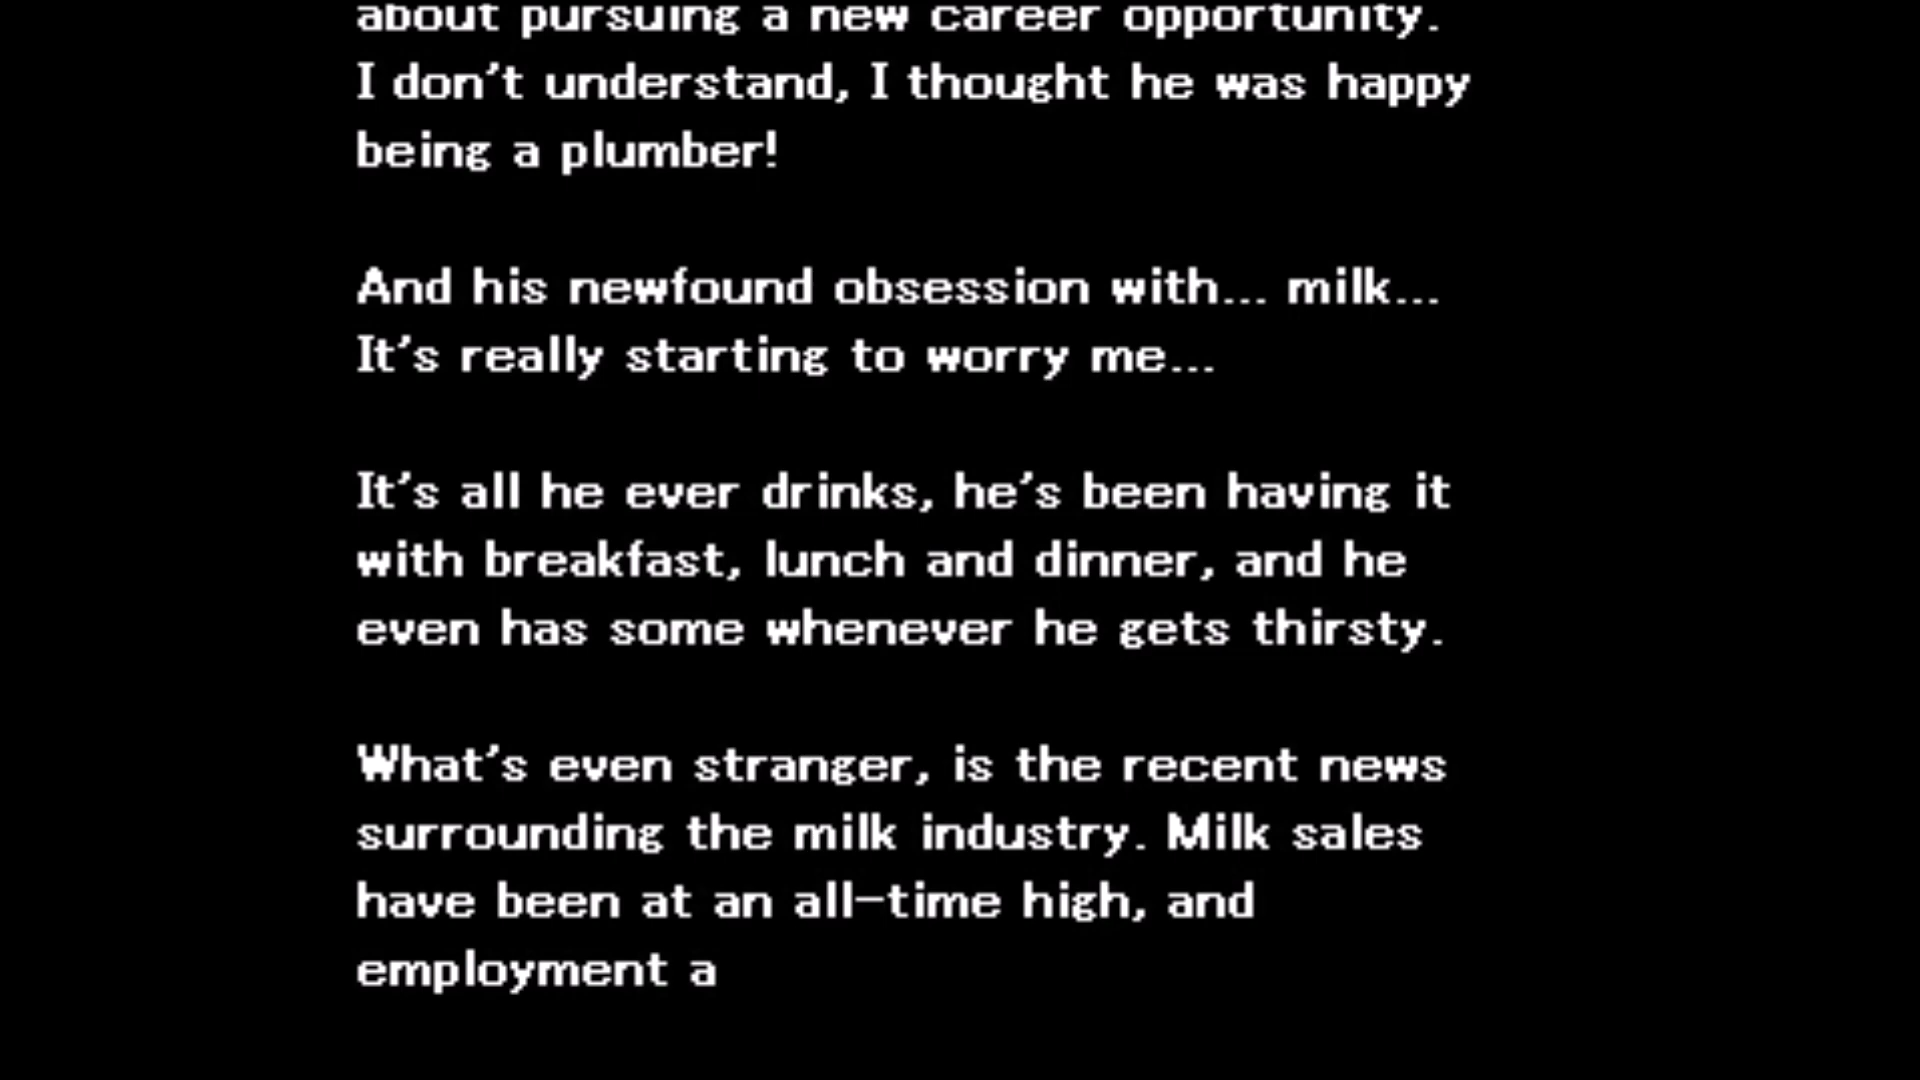 about pursuing a new career opportunity.
I don't understand, I thought he was happy
being a plumber!
And his newfound obsession with... milk...
It's really starting to worry me...
It's all he ever drinks, he's been having it
with breakfast, lunch and dinner, and he
even has some whenever he gets thirsty.
What's even stranger, is the recent news
surrounding the milk industry. Milk sales
have been at an all-time high, and
employment a